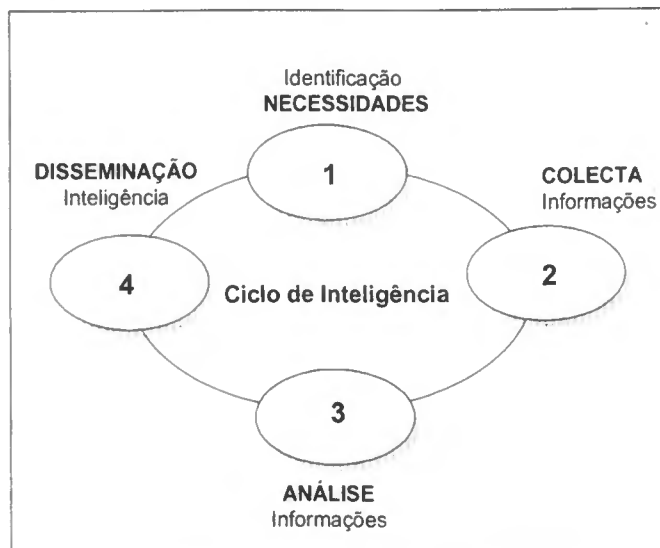 Identificação
NECESSIDADES
1
DISSEMINAÇÃO
Inteligência
4
COLECTA
Informações
2
Ciclo de Inteligência
3
ANÁLISE
Informações